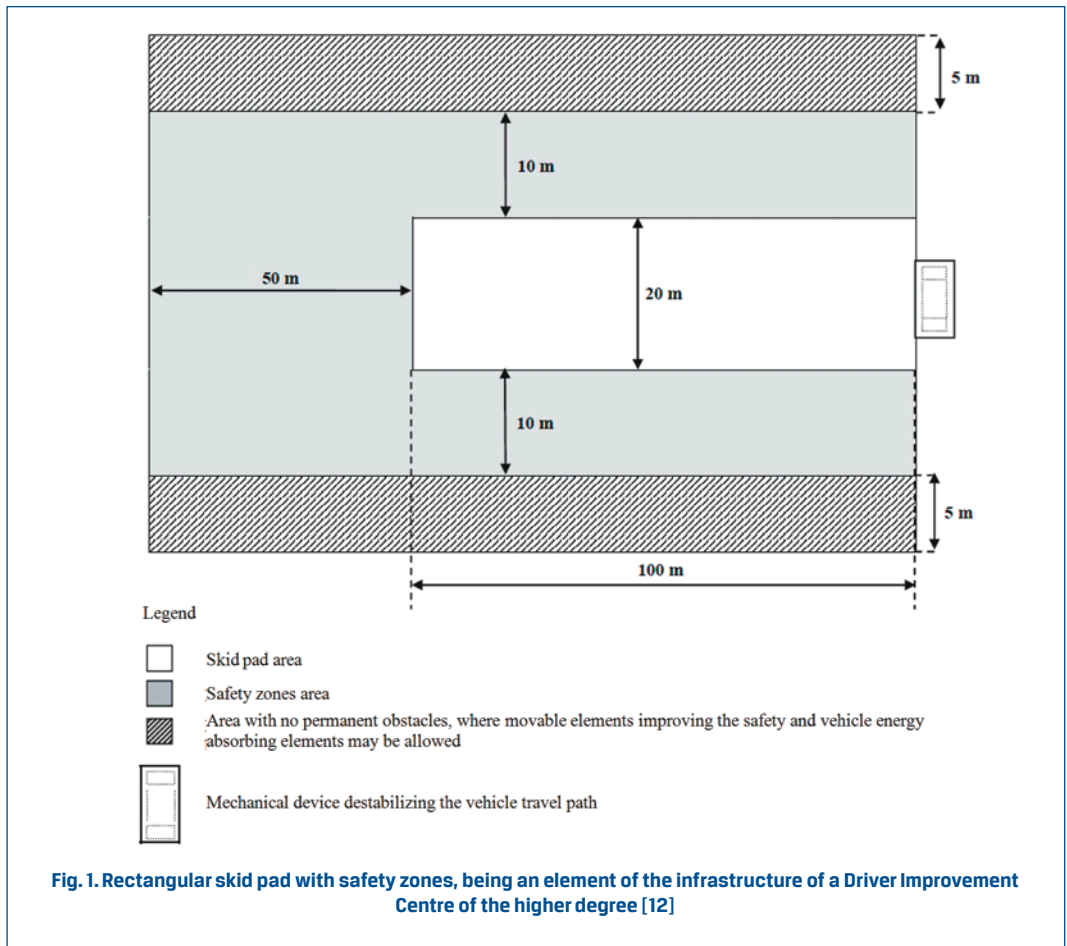 5 m
10 m
50 m
20 m
10 m
5 m
100 m
Legend
Skid pad area
Safety zones area
Area with no permanent obstacles, where movable elements improving the safety and vehicle energy
absorbing elements may be allowed
Mechanical device destabilizing the vehicle travel path
Fig. 1. Rectangular skid pad with safety zones, being an element of the infrastructure of a Driver Improvement
Centre of the higher degree [12]